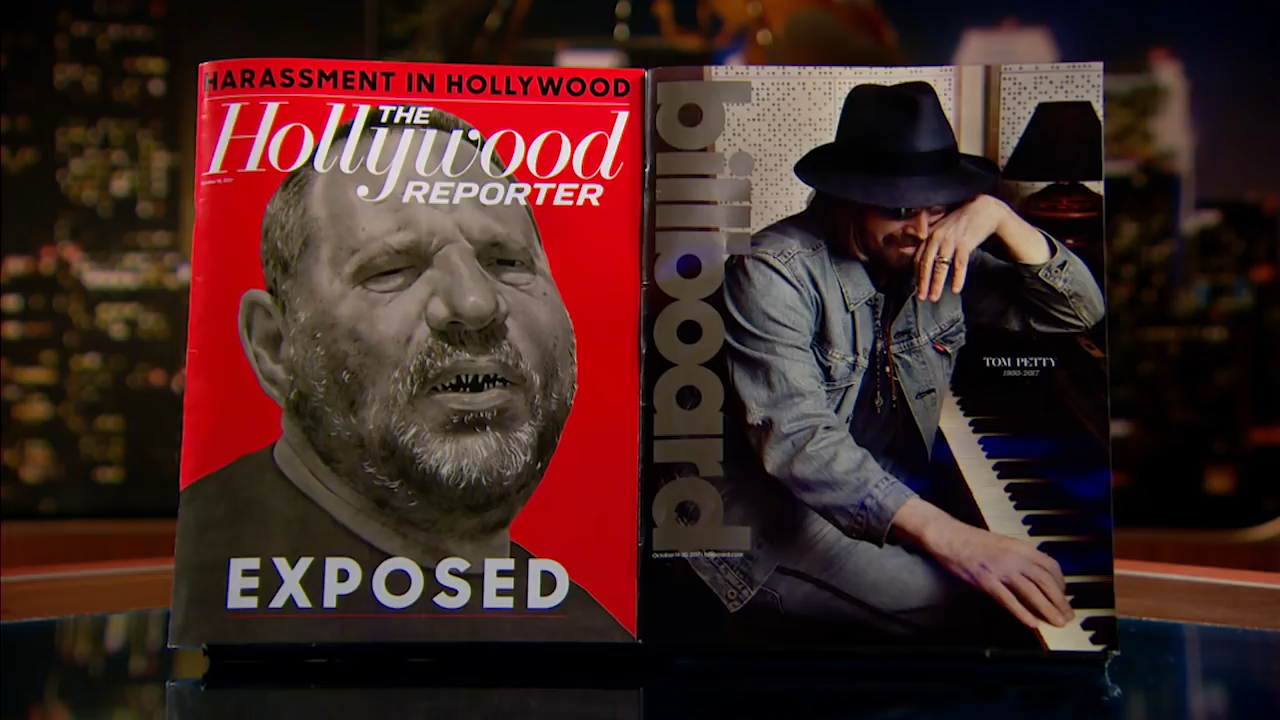 HARASSMENT IN HOLLYWOOD
THE
Hollywood
REPORTER
EXPOSED
billboard
TOM PETTY
1950-2017